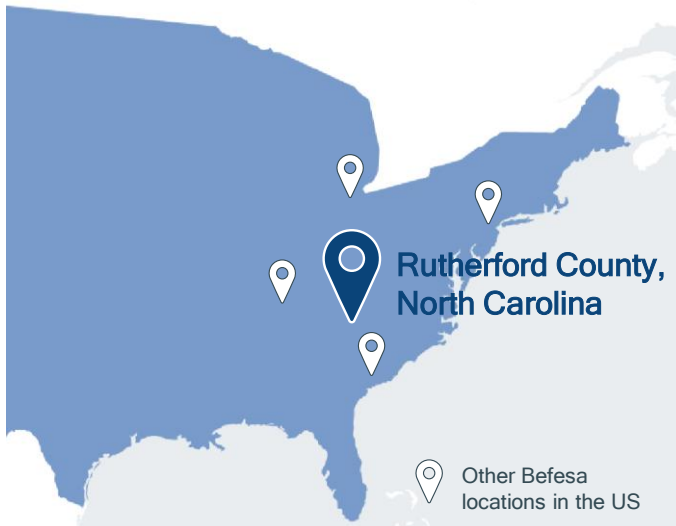 Rutherford County,
North Carolina
Other Befesa
locations in the US